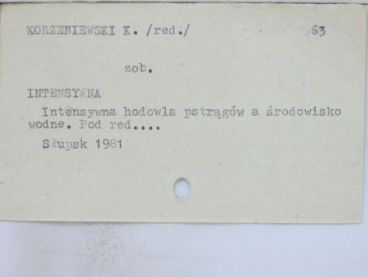 KORZENIEWSKI K. /red./ 63
zob.
INTENSYWNA
Intensywna hodowla pstrągów a środowisko
wodne. Pod red....
Słupsk 1981